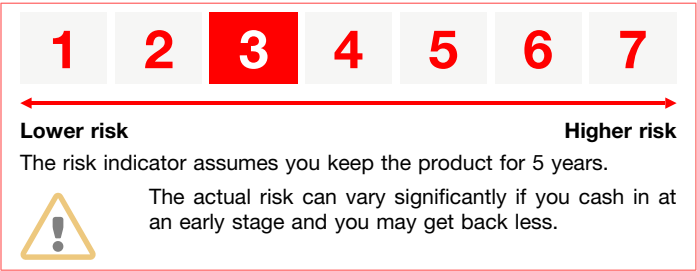 1 2 3 4 5 6 7
Lower risk Higher risk
The risk indicator assumes you keep the product for 5 years.
The actual risk can vary significantly if you cash in at
an early stage and you may get back less.